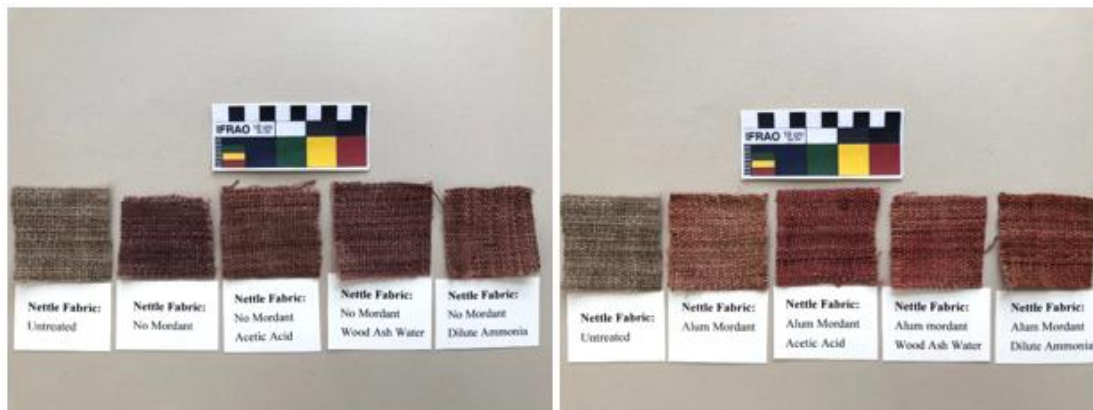 IFRAO
Nettle Fabric:
Untreated
Nettle Fabric:
No Mordant
Nettle Fabric:
No Mordant
Acetic Acid
Nettle Fabric:
No Mordant
Wood Ash Water
Nettle Fabric:
No Mordant
Dilute Ammonia
IFRAO
Nettle Fabric:
Untreated
Nettle Fabric:
Alum Mordant
Nettle Fabric:
Alum Mordant
Acetic Acid
Nettle Fabric:
Alum mordant
Wood Ash Water
Nettle Fabric:
Alum Mordant
Dilute Ammonia